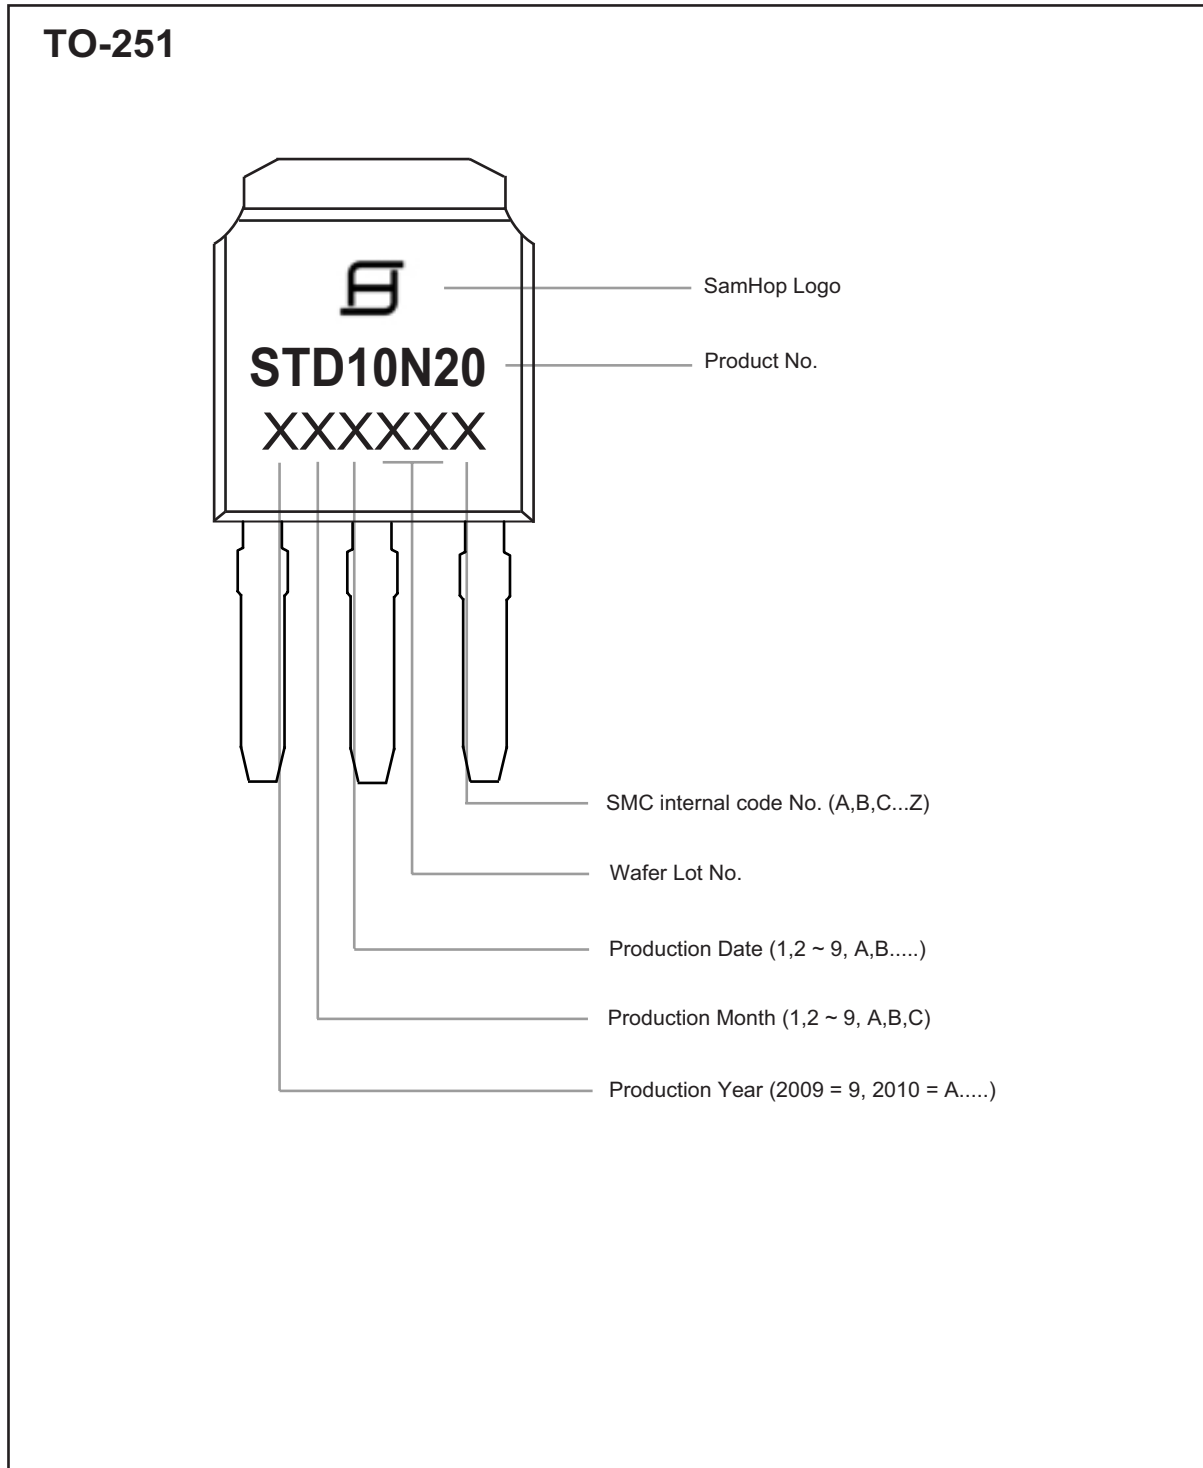 TO-251
SamHop Logo
STD10N20
Product No.
XXXXXX
SMC internal code No. (A,B,C...Z)
Wafer Lot No.
Production Date (1,2 ~ 9, A,B.....)
Production Month (1,2 ~ 9, A,B,C)
Production Year (2009 = 9, 2010 = A.....)